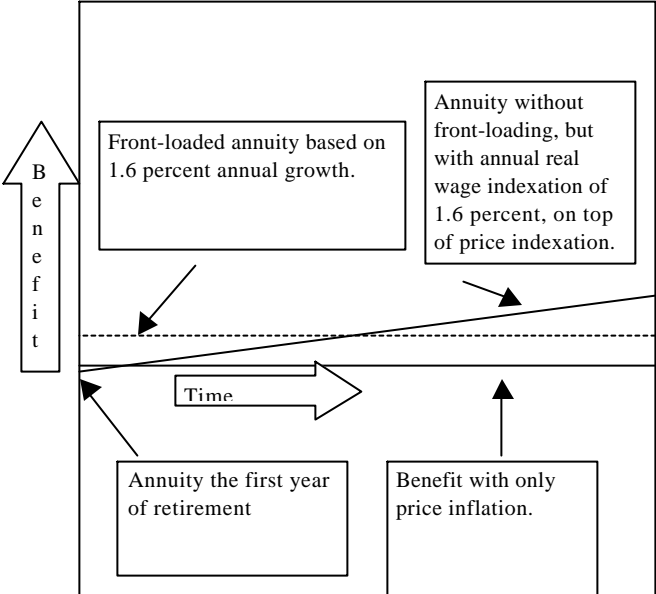 Benefit
Front-loaded annuity based on
1.6 percent annual growth.
Annuity without
front-loading, but
with annual real
wage indexation of
1.6 percent, on top
of price indexation.
Time
Annuity the first year
of retirement
Benefit with only
price inflation.